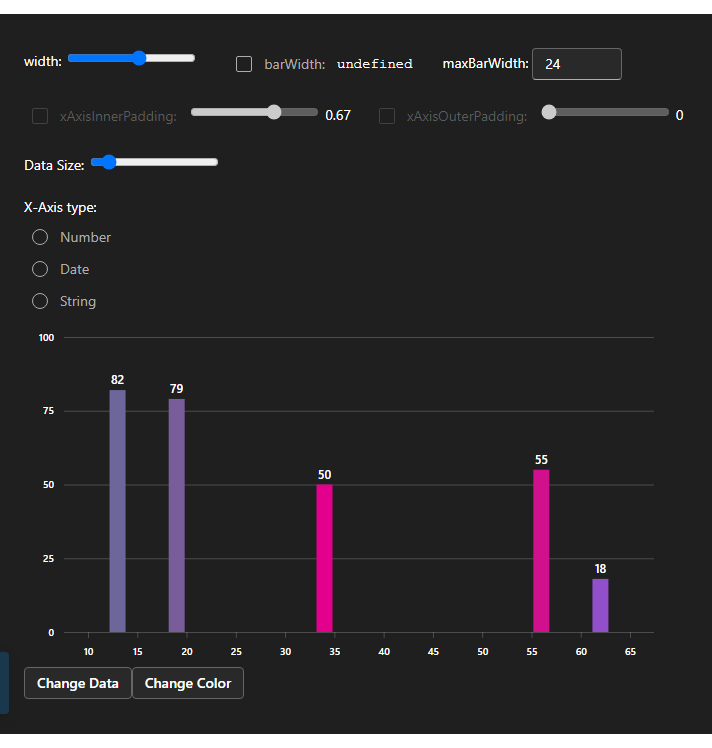 width: barWidth: undefined maxBarWidth: 24
xAxisInnerPadding: 0.67 xAxisOuterPadding: 0
Data Size:
X-Axis type:
Number
Date
String
100
82
79
75
55
50
50
25
18
0
10 15 20 25 30 35 40 45 50 55 60 65
Change Data Change Color